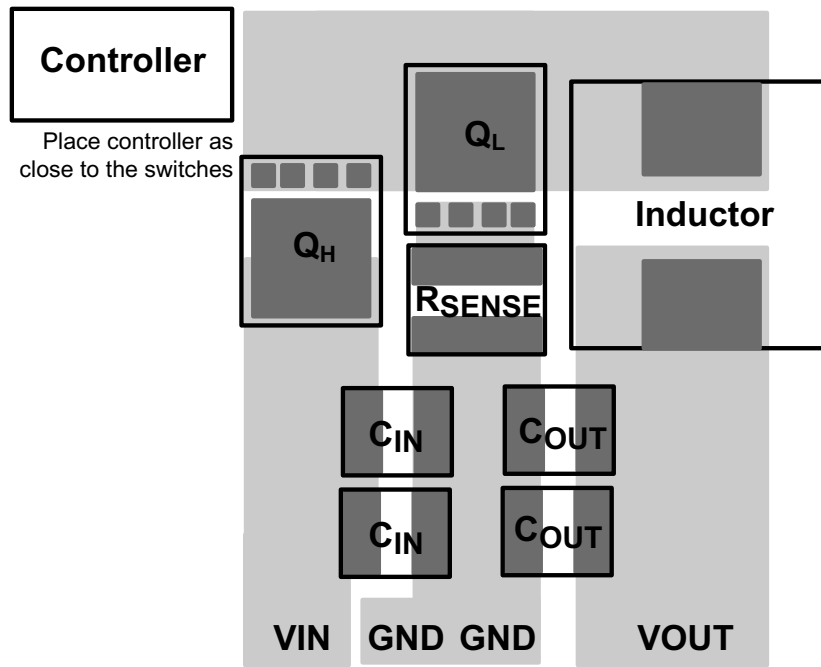 Controller
Place controller as
close to the switches
QL
QH
Inductor
RSENSE
CIN
COUT
CIN
COUT
VIN GND GND VOUT